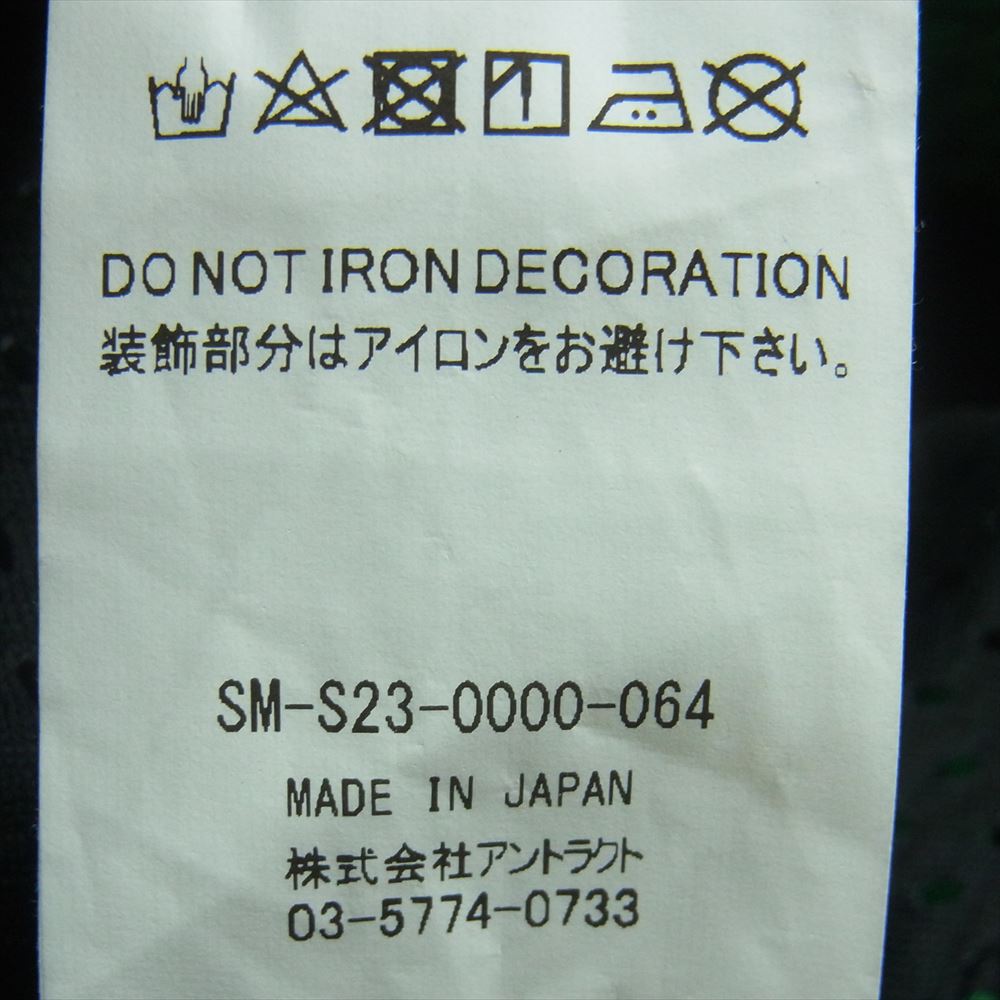 DO NOT IRON DECORATION
装飾部分はアイロンをお避け下さい。
SM-S23-0000-064
MADE IN JAPAN
株式会社アントラクト
03-5774-0733